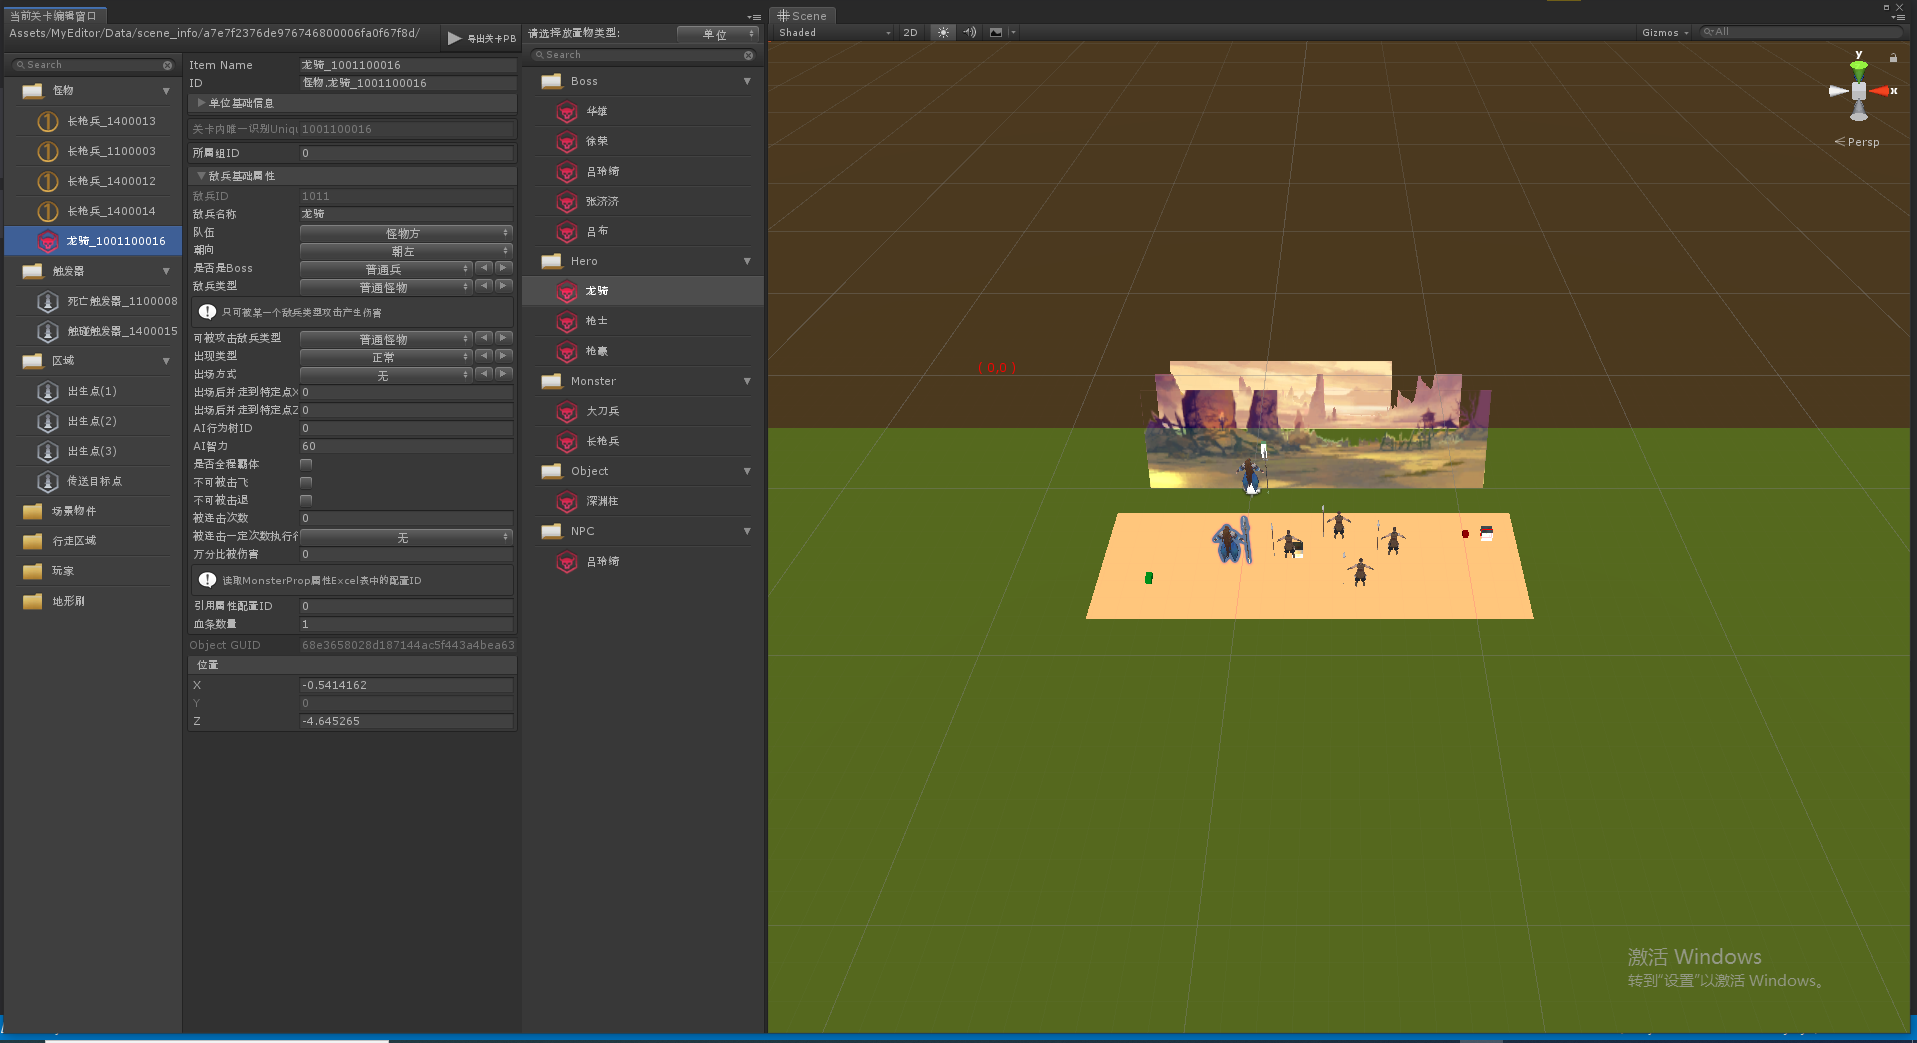 当前关卡编辑窗口
Assets/MyEditor/Data/scene_info/a7e7f2376de976746800006fa0f67f8d/
导出关卡PB
Search
怪物
长枪兵_1400013
长枪兵_1100003
长枪兵_1400012
长枪兵_1400014
龙骑_1001100016
触发器
死亡触发器_1100008
触碰触发器_1400015
区域
出生点(1)
出生点(2)
出生点(3)
传送目标点
场景物件
行走区域
玩家
地形刷
Item Name 龙骑_1001100016
ID 怪物.龙骑_1001100016
单位基础信息
关卡内唯一识别Uniqu 1001100016
所属组ID 0
敌兵基础属性
敌兵ID 1011
敌兵名称 龙骑
队伍 怪物方
朝向 朝左
是否是Boss 普通兵
敌兵类型 普通怪物
只可被某一个敌兵类型攻击产生伤害
可被攻击敌兵类型 普通怪物
出现类型 正常
出场方式 无
出场后并走到特定点X 0
出场后并走到特定点Z 0
AI行为树ID 0
AI智力 60
是否全程霸体
不可被击飞
不可被击退
被连击次数 0
被连击一定次数执行行 无
万分比被伤害 0
读取MonsterProp属性Excel表中的配置ID
引用属性配置ID 0
血条数量 1
Object GUID 68e3658028d187144ac5f443a4bea63
位置
X -0.5414162
Y 0
Z -4.645265
请选择放置物类型: 单位
Search
Boss
华雄
徐荣
吕玲绮
张济济
吕布
Hero
龙骑
枪士
枪豪
Monster
大刀兵
长枪兵
Object
深渊柱
NPC
吕玲绮
Scene
Shaded 2D Gizmos All
y
x
Persp
( 0,0 )
激活 Windows
转到“设置”以激活 Windows。